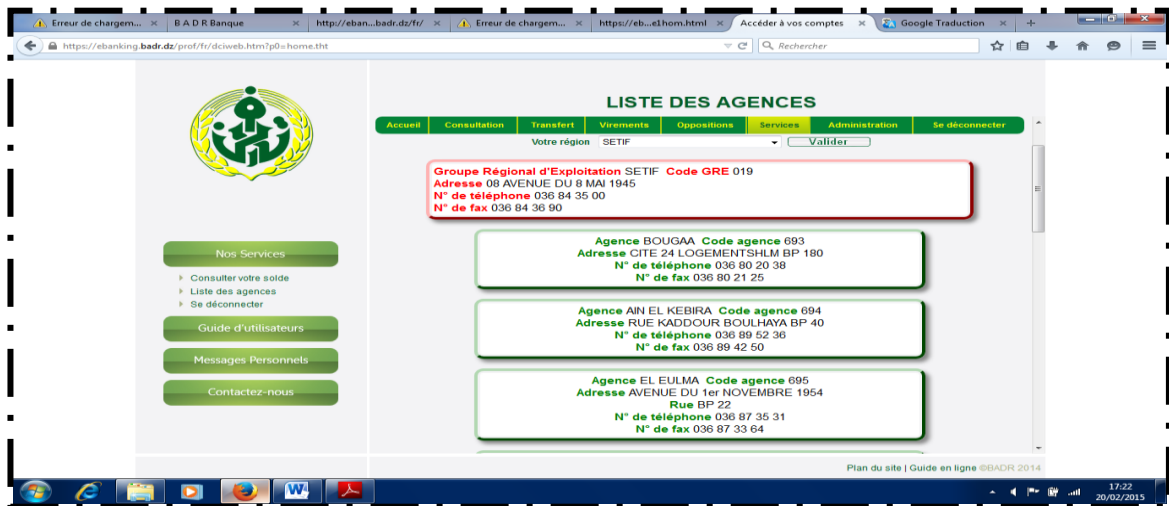 Erreur de chargem... × B A D R Banque × http://eban...badr.dz/fr/ × Erreur de chargem... × https://eb...e1hom.html × Accéder à vos comptes × Google Traduction × +
https://ebanking.badr.dz/prof/fr/dciweb.htm?p0=home.tht Rechercher
LISTE DES AGENCES
Accueil Consultation Transfert Virements Oppositions Services Administration Se déconnecter
Votre région SETIF Valider
Groupe Régional d'Exploitation SETIF Code GRE 019
Adresse 08 AVENUE DU 8 MAI 1945
N° de téléphone 036 84 35 00
N° de fax 036 84 36 90
Agence BOUGAA Code agence 693
Adresse CITE 24 LOGEMENTSHLM BP 180
N° de téléphone 036 80 20 38
N° de fax 036 80 21 25
Agence AIN EL KEBIRA Code agence 694
Adresse RUE KADDOUR BOULHAYA BP 40
N° de téléphone 036 89 52 36
N° de fax 036 89 42 50
Agence EL EULMA Code agence 695
Adresse AVENUE DU 1er NOVEMBRE 1954
Rue BP 22
N° de téléphone 036 87 35 31
N° de fax 036 87 33 64
Nos Services
Consulter votre solde
Liste des agences
Se déconnecter
Guide d'utilisateurs
Messages Personnels
Contactez-nous
Plan du site | Guide en ligne ©BADR 2014
17:22
20/02/2015